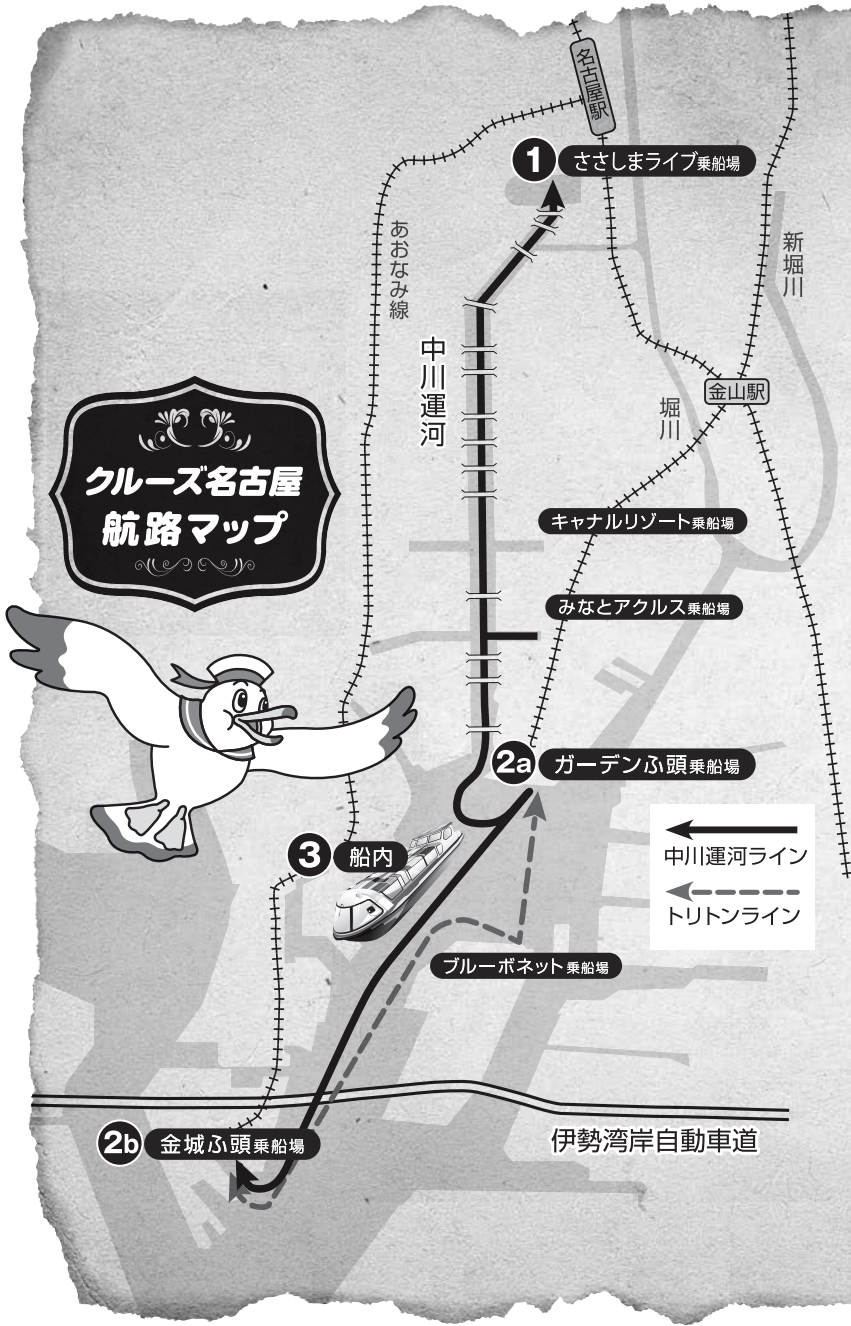 名古屋駅
1 ささしまライブ乗船場
あおなみ線
新堀川
中川運河
金山駅
堀川
クルーズ名古屋
航路マップ
キャナルリゾート乗船場
みなとアクルス乗船場
2a ガーデンふ頭乗船場
中川運河ライン
3 船内
トリトンライン
ブルーボネット乗船場
2b 金城ふ頭乗船場
伊勢湾岸自動車道